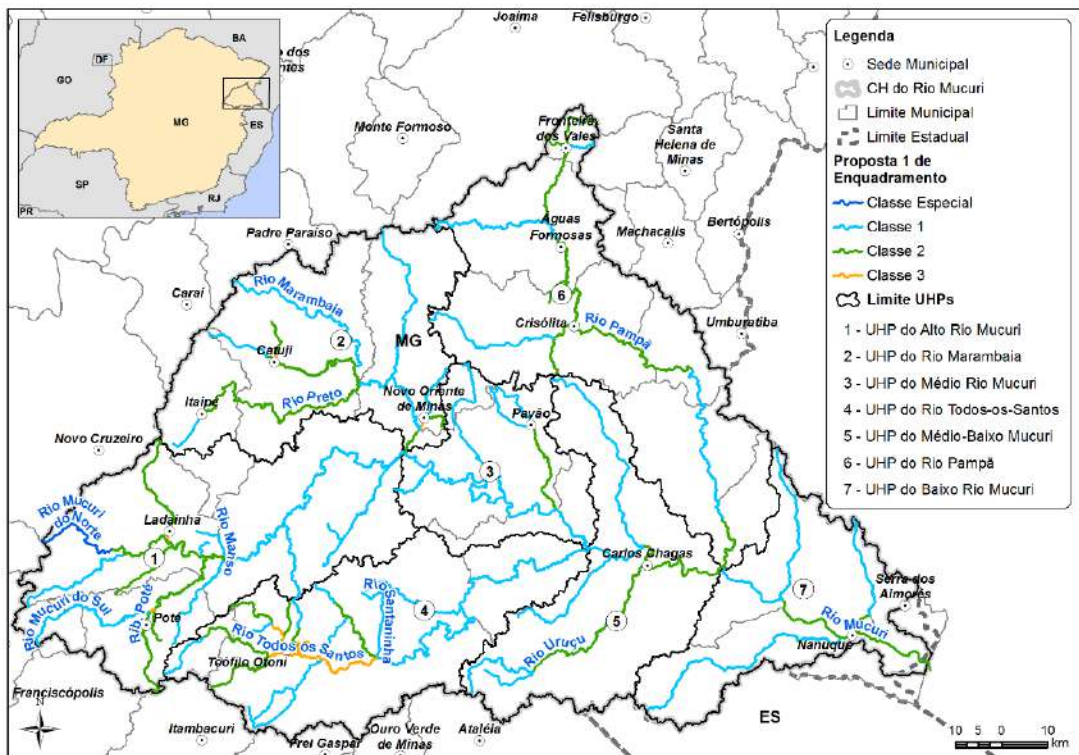 BA
DF
GO
MG
ES
SP
RJ
PR
Joaíma
Felisburgo
dos
ntes
Monte Formoso
Fronteira
dos Vales
Santa
Helena de
Minas
Águas
Formosas
Machacalis
Bertópolis
Padre Paraíso
Rio Marambaia
Caraí
Catuji
2
MG
6
Crisólita
Rio Pampã
Umburatiba
Rio Preto
Itaipé
Novo Oriente
de Minas
Pavão
Novo Cruzeiro
3
Rio Mucuri
do Norte
Ladainha
1
Rio Manso
Rio Mucuri do Sul
Rib. Poté
Poté
Rio Todos os Santos
Rio Santaninha
4
Teófilo Otoni
Carlos Chagas
5
Rio Uruçu
7
Serra dos
Aimorés
Rio Mucuri
Nanuque
Franciscópolis
N
Itambacuri
Frei Gaspar
Ouro Verde
de Minas
Ataléia
ES
Legenda
Sede Municipal
CH do Rio Mucuri
Limite Municipal
Limite Estadual
Proposta 1 de
Enquadramento
Classe Especial
Classe 1
Classe 2
Classe 3
Limite UHPs
1 - UHP do Alto Rio Mucuri
2 - UHP do Rio Marambaia
3 - UHP do Médio Rio Mucuri
4 - UHP do Rio Todos-os-Santos
5 - UHP do Médio-Baixo Mucuri
6 - UHP do Rio Pampã
7 - UHP do Baixo Rio Mucuri
10 5 0 10
km